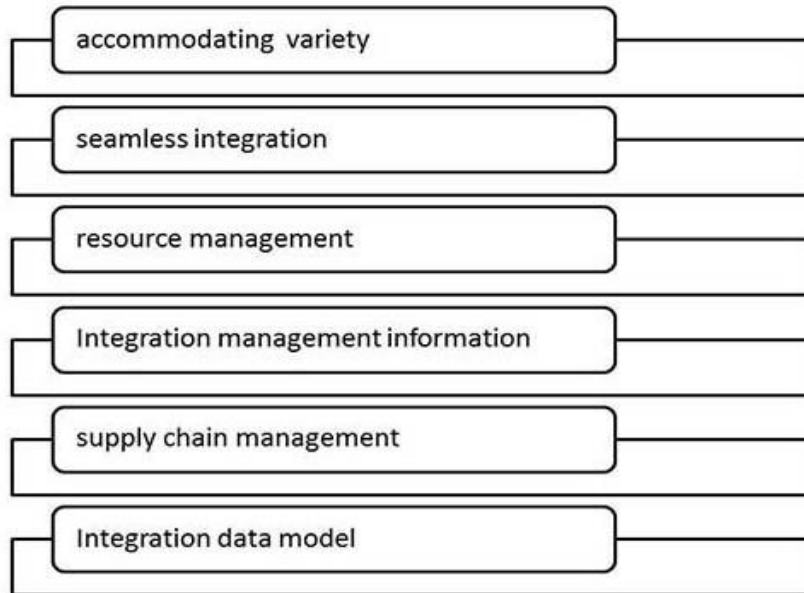 accommodating variety
seamless integration
resource management
Integration management information
supply chain management
Integration data model